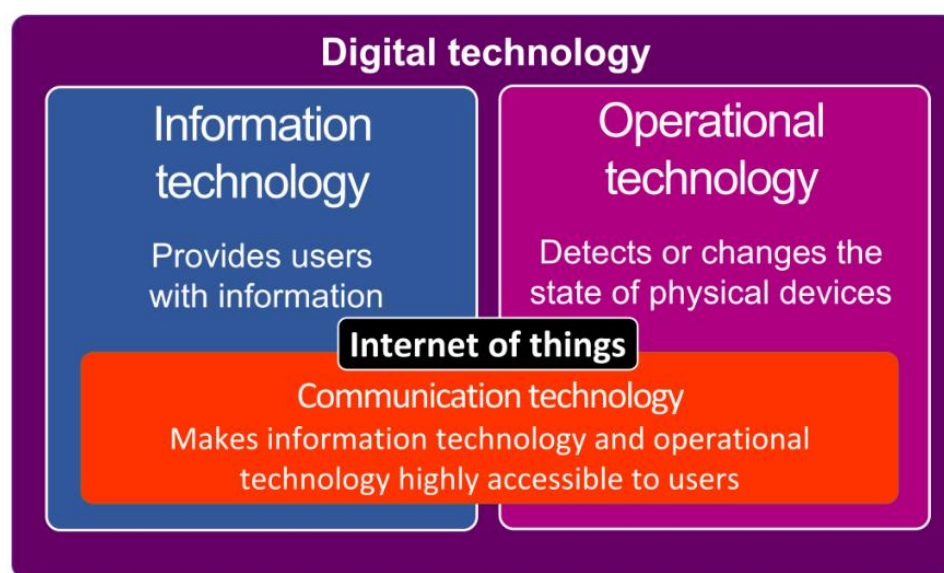 Digital technology
Information
technology
Provides users
with information
Operational
technology
Detects or changes the
state of physical devices
Internet of things
Communication technology
Makes information technology and operational
technology highly accessible to users